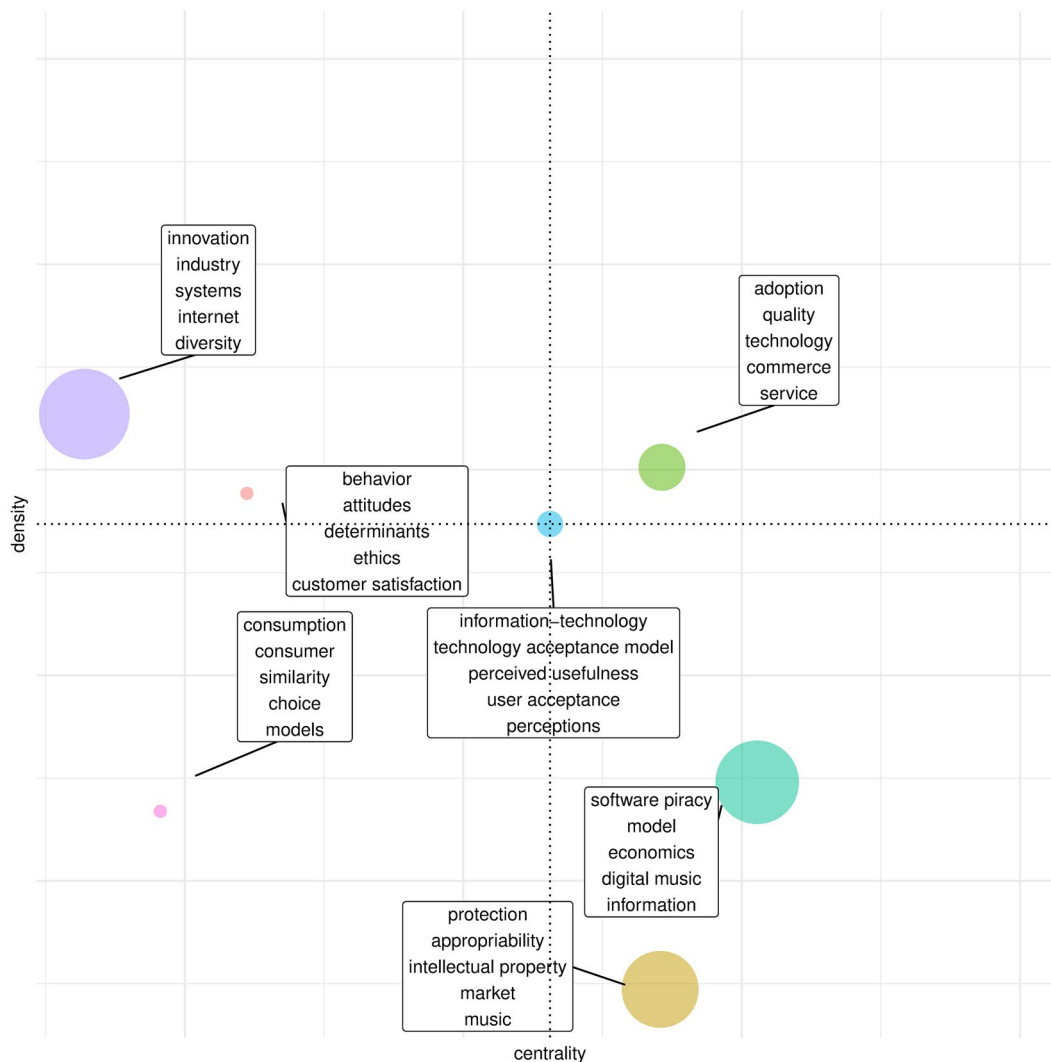 innovation
industry
systems
internet
diversity
adoption
quality
technology
commerce
service
behavior
attitudes
determinants
ethics
customer satisfaction
density
consumption
consumer
similarity
choice
models
information−technology
technology acceptance model
perceived usefulness
user acceptance
perceptions
software piracy
model
economics
digital music
information
protection
appropriability
intellectual property
market
music
centrality